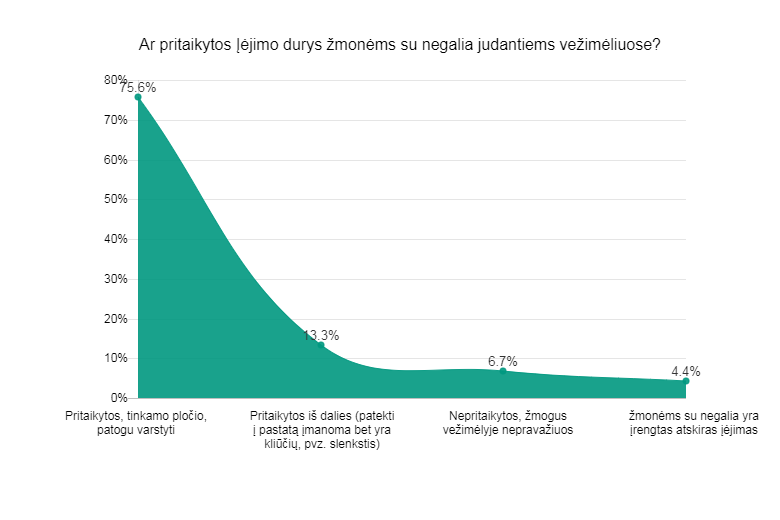 Ar pritaikytos Įėjimo durys žmonėms su negalia judantiems vežimėliuose?
80%
75.6%
70%
60%
50%
40%
30%
20%
13.3%
10%
6.7%
4.4%
0%
Pritaikytos, tinkamo pločio,
patogu varstyti
Pritaikytos iš dalies (patekti
į pastatą įmanoma bet yra
kliūčių, pvz. slenkstis)
Nepritaikytos, žmogus
vežimėlyje nepravažiuos
žmonėms su negalia yra
įrengtas atskiras įėjimas